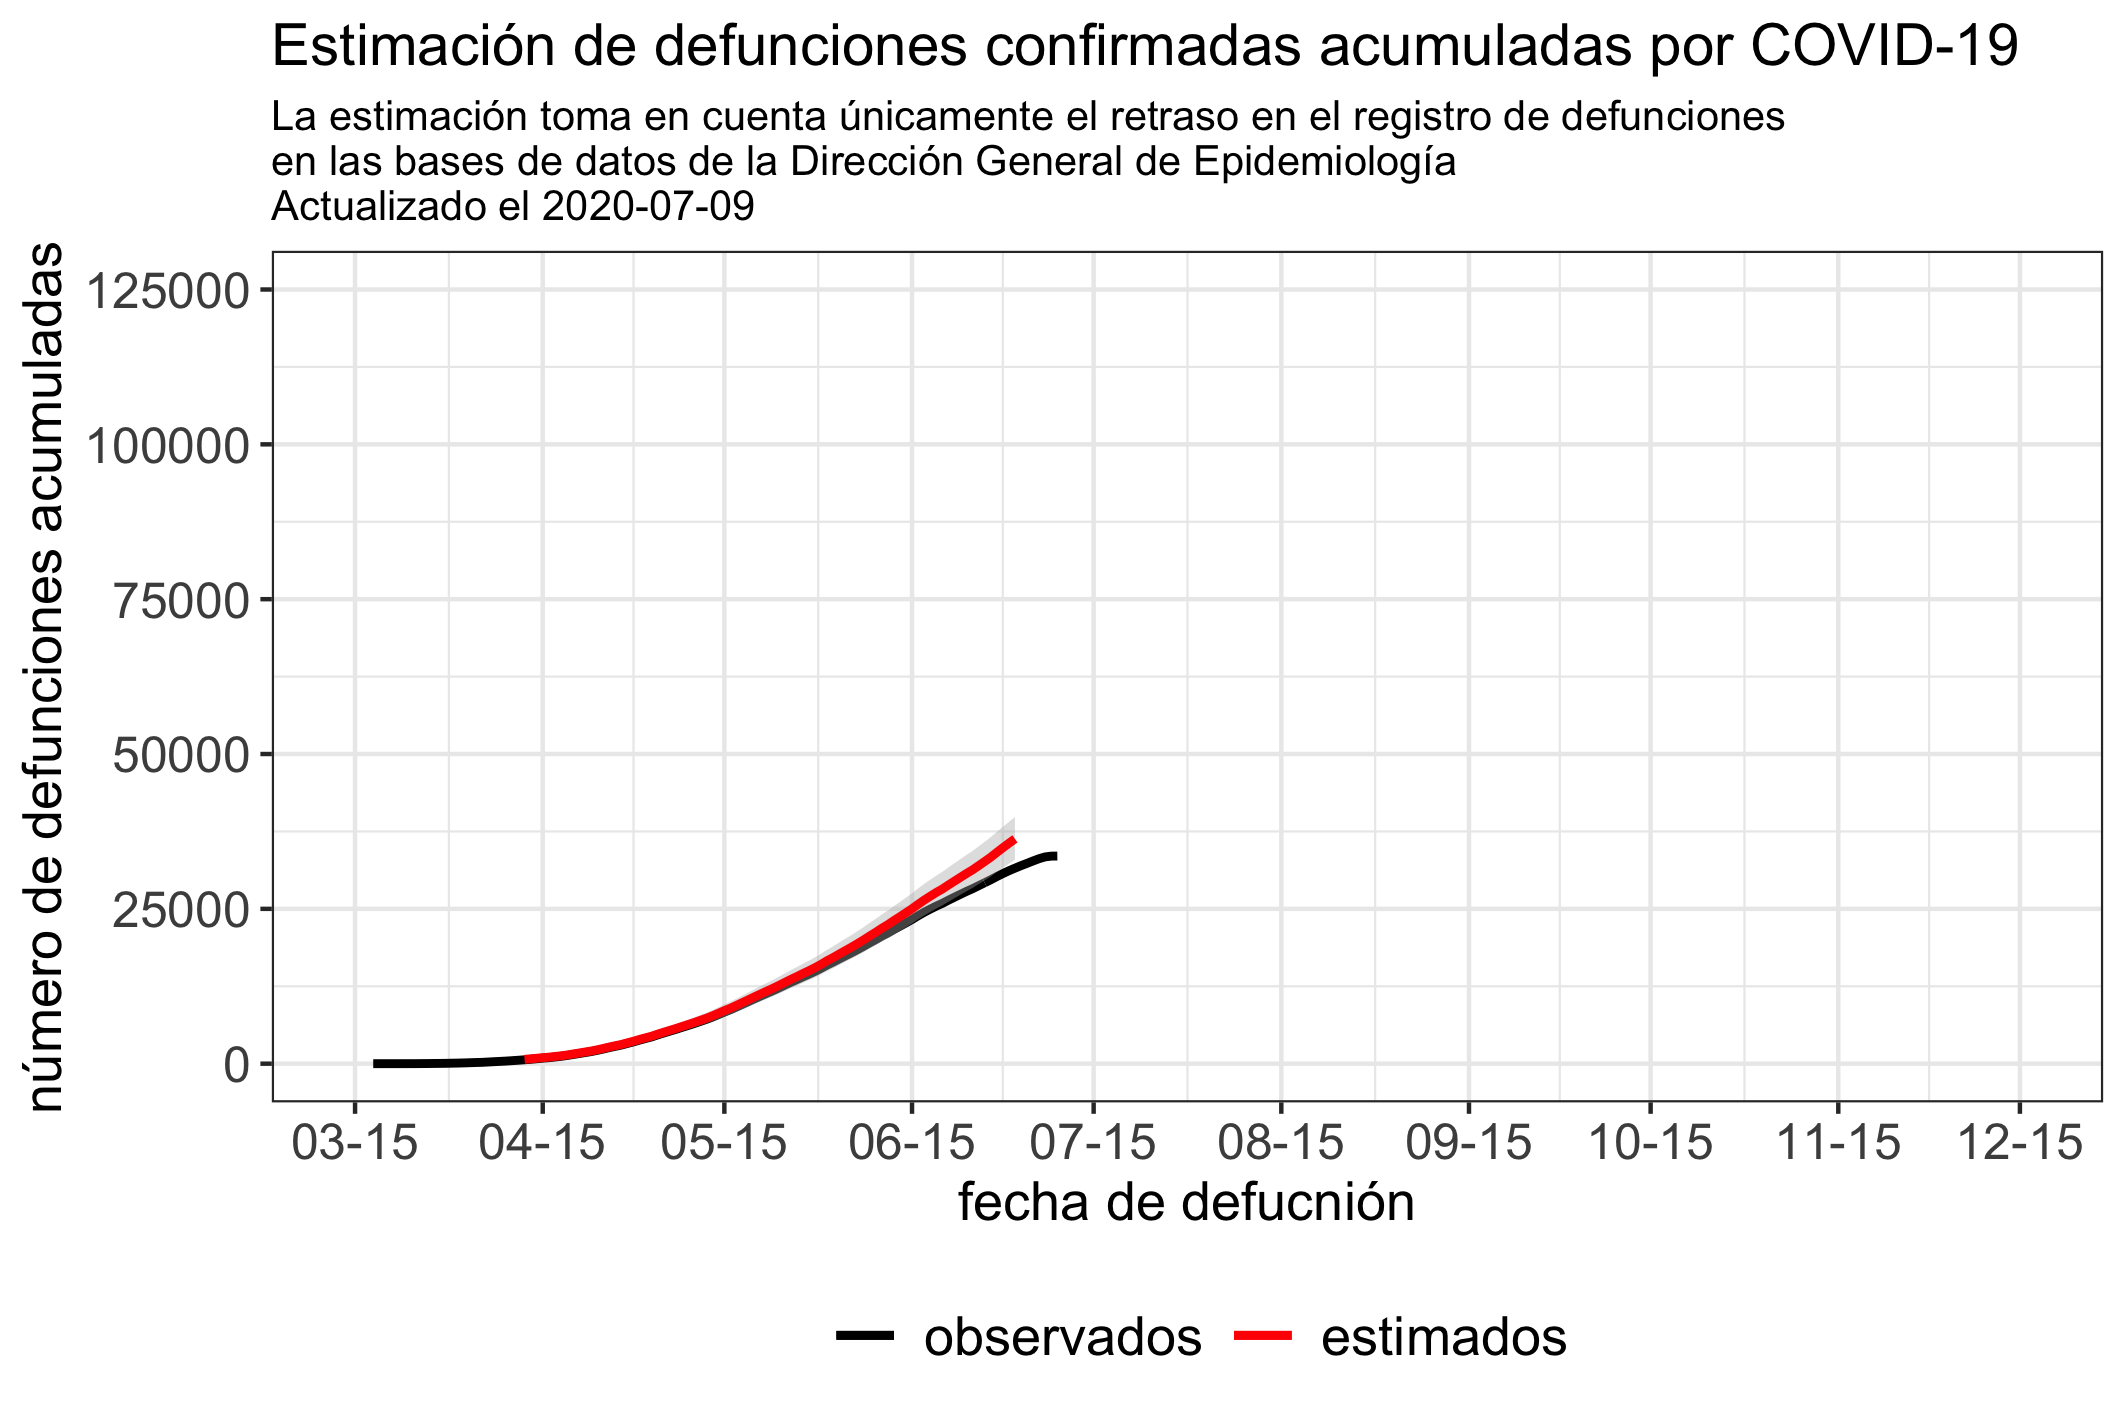 Estimación de defunciones confirmadas acumuladas por COVID-19
La estimación toma en cuenta únicamente el retraso en el registro de defunciones
en las bases de datos de la Dirección General de Epidemiología
Actualizado el 2020-07-09
número de defunciones acumuladas
125000
100000
75000
50000
25000
0
03-15 04-15 05-15 06-15 07-15 08-15 09-15 10-15 11-15 12-15
fecha de defucnión
observados estimados